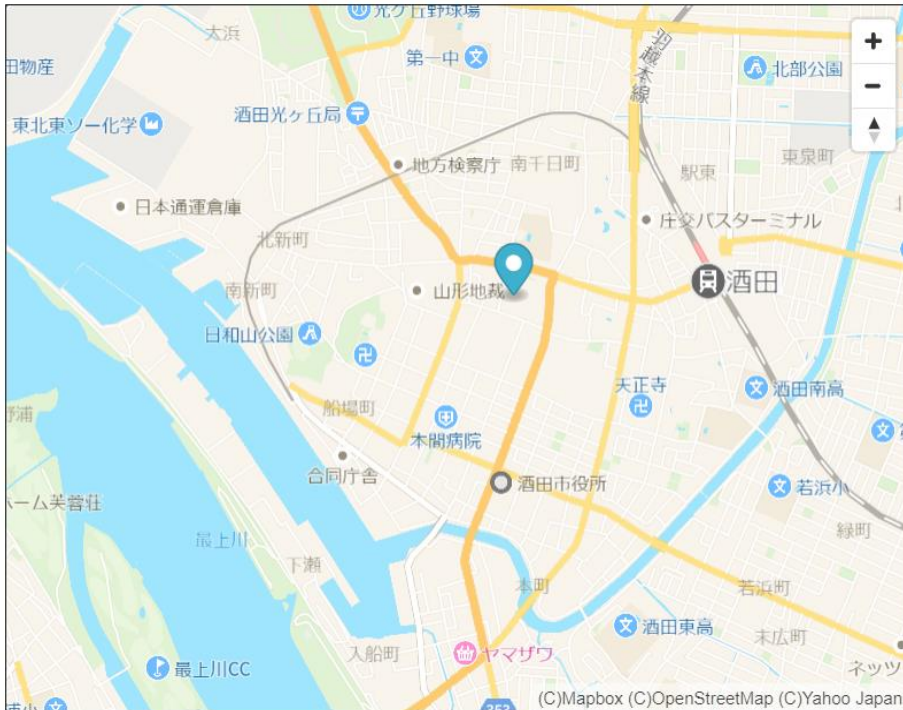 光ケ丘野球場
大浜
第一中
羽越本線
北部公園
田物産
酒田光ヶ丘局
東北東ソー化学
地方検察庁
南千日町
東泉町
駅東
日本通運倉庫
庄交バスターミナル
北新町
南新町
山形地裁
酒田
日和山公園
天正寺
酒田南高
船場町
野浦
本間病院
合同庁舎
酒田市役所
若浜小
ーム芙蓉荘
緑町
最上川
下瀬
本町
若浜町
酒田東高
末広町
入船町
ヤマザワ
最上川CC
ネッツ
(C)Mapbox (C)OpenStreetMap (C)Yahoo Japan